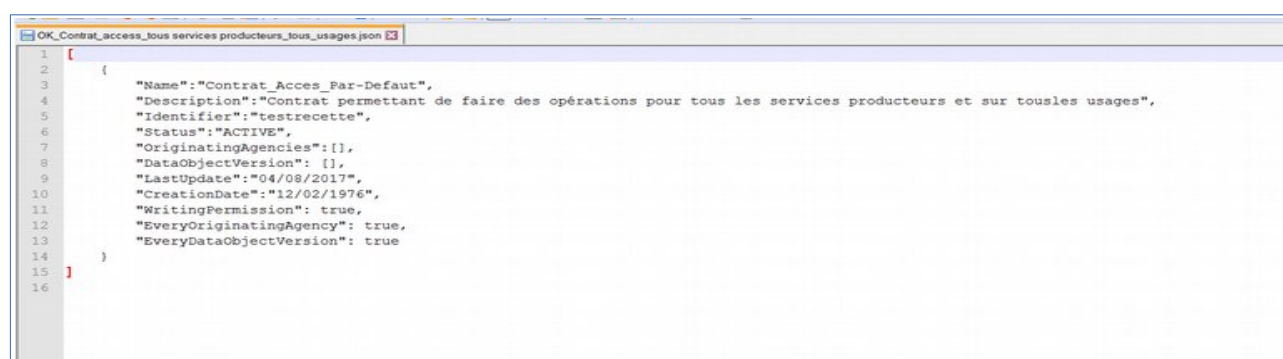 OK_Contrat_access_tous services producteurs_tous_usages.json
1 [
2 {
3 "Name":"Contrat_Acces_Par-Defaut",
4 "Description":"Contrat permettant de faire des opérations pour tous les services producteurs et sur tousles usages",
5 "Identifier":"testrecette",
6 "Status":"ACTIVE",
7 "OriginatingAgencies":[],
8 "DataObjectVersion": [],
9 "LastUpdate":"04/08/2017",
10 "CreationDate":"12/02/1976",
11 "WritingPermission": true,
12 "EveryOriginatingAgency": true,
13 "EveryDataObjectVersion": true
14 }
15 ]
16